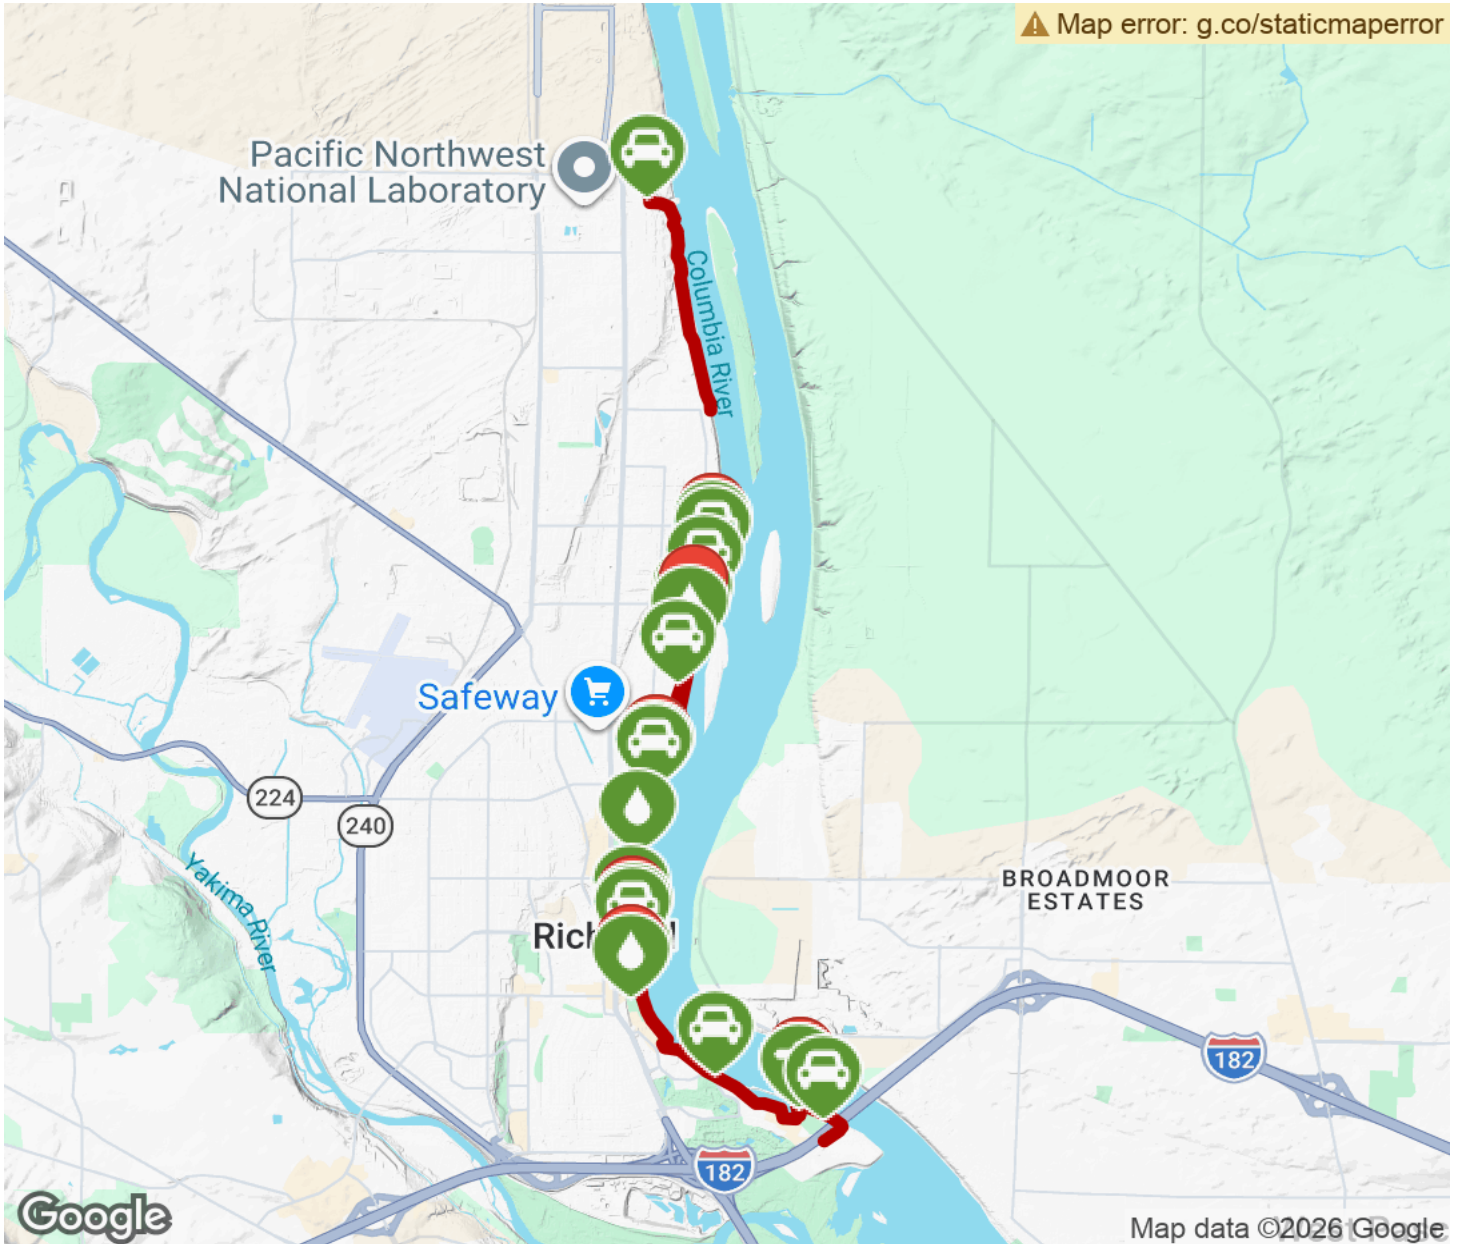 Map error: g.co/staticmaperror
Pacific Northwest
National Laboratory
Columbia River
Safeway
224
240
Yakima River
BROADMOOR
ESTATES
182
182
Google
Map data ©2026 Google